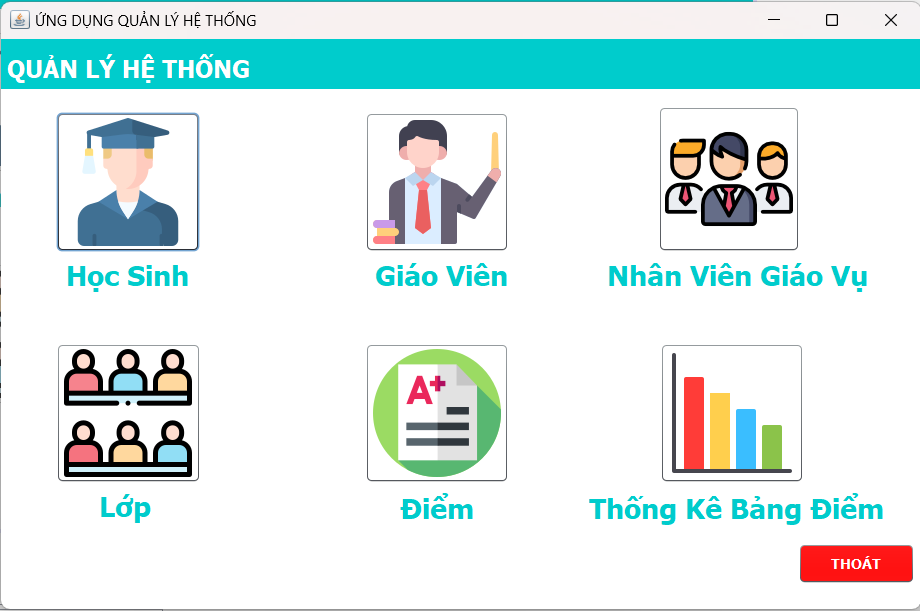 ỨNG DỤNG QUẢN LÝ HỆ THỐNG
QUẢN LÝ HỆ THỐNG
Học Sinh
Giáo Viên
Nhân Viên Giáo Vụ
A+
Lớp
Điểm
Thống Kê Bảng Điểm
THOÁT